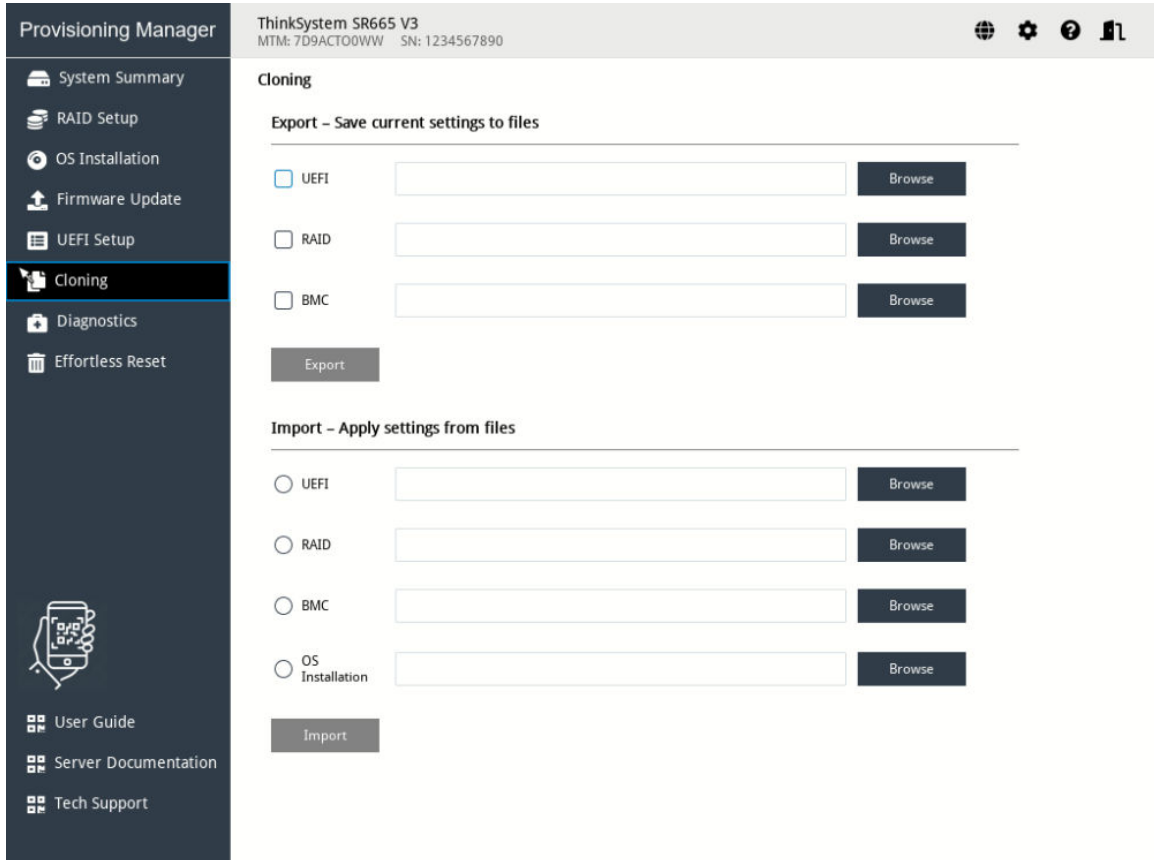 Provisioning Manager
ThinkSystem SR665 V3
MTM: 7D9ACTO0WW SN: 1234567890
System Summary
RAID Setup
OS Installation
Firmware Update
UEFI Setup
Cloning
Diagnostics
Effortless Reset
User Guide
Server Documentation
Tech Support
Cloning
Export – Save current settings to files
UEFI Browse
RAID Browse
BMC Browse
Export
Import – Apply settings from files
UEFI Browse
RAID Browse
BMC Browse
OS
Installation Browse
Import